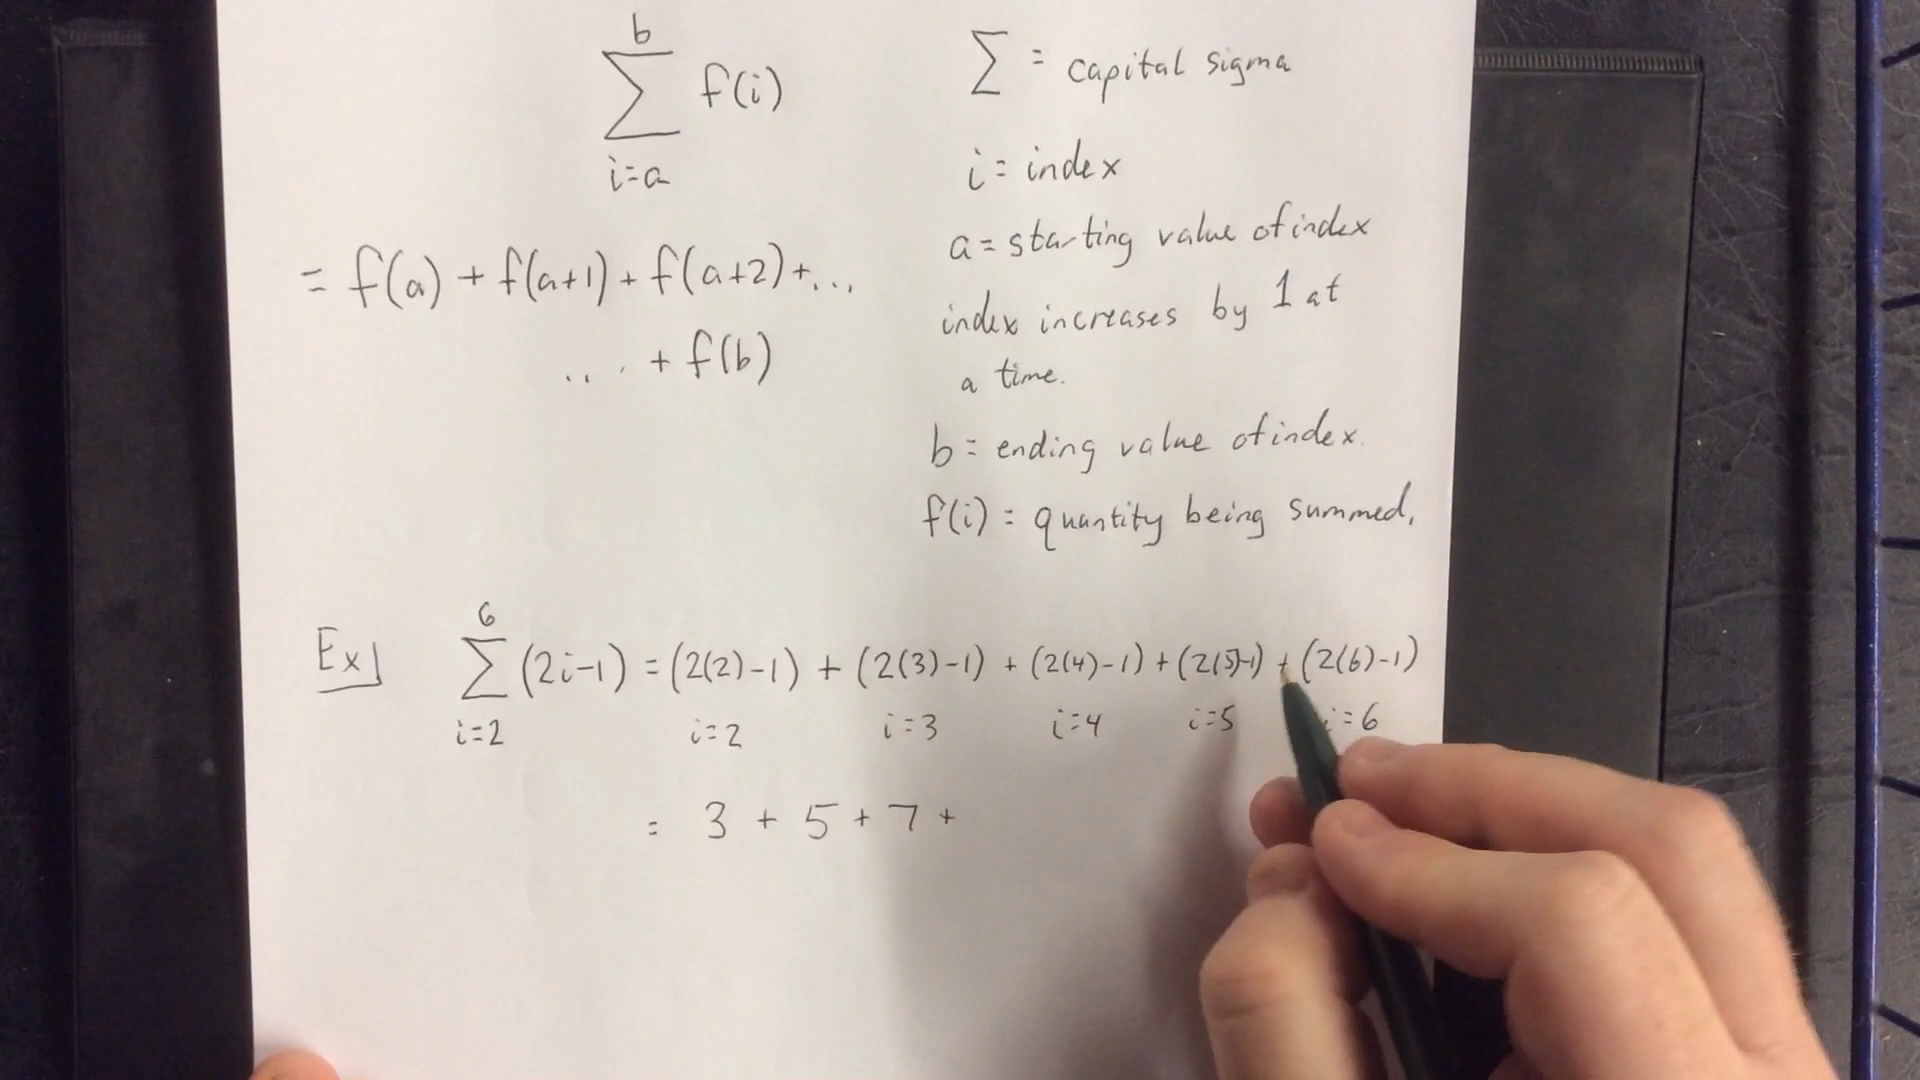 b
∑ f(i)
i=a
= f(a) + f(a+1) + f(a+2) + ...
... + f(b)
∑ = capital sigma
i = index
a = starting value of index
index increases by 1 at
a time.
b = ending value of index.
f(i) = quantity being summed.
6
Ex] ∑ (2i-1) = (2(2)-1) + (2(3)-1) + (2(4)-1) + (2(5)-1) + (2(6)-1)
i=2 i=2 i=3 i=4 i=5 i=6
= 3 + 5 + 7 +